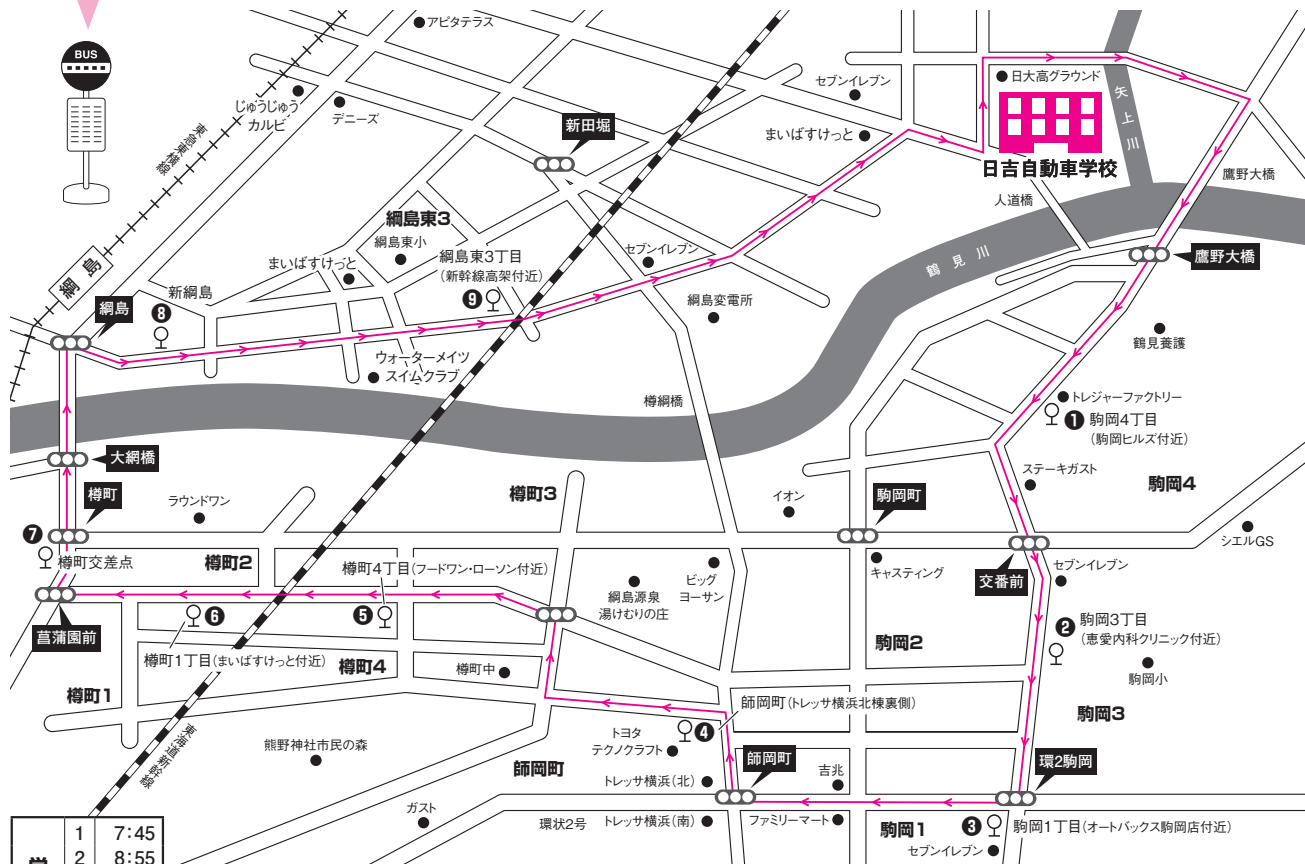 BUS
アピタテラス
じゅうじゅう
カルビ
デニーズ
東急東横線
新田堀
セブンイレブン
まいばすけっと
日大高グラウンド
日吉自動車学校
矢上川
人道橋
鷹野大橋
鷹野大橋
鶴見川
綱島東3
綱島東小
まいばすけっと
綱島東3丁目
(新幹線高架付近)
❾
セブンイレブン
綱島変電所
綱島
新綱島
綱島
❽
ウォーターメイツ
スイムクラブ
樽綱橋
鶴見養護
トレジャーファクトリー
❶ 駒岡4丁目
(駒岡ヒルズ付近)
ステーキガスト
駒岡4
大綱橋
樽町
ラウンドワン
樽町3
イオン
駒岡町
シエルGS
❼
樽町交差点
樽町2
樽町4丁目(フードワン・ローソン付近)
綱島源泉
湯けむりの庄
ビッグ
ヨーサン
キャスティング
交番前
セブンイレブン
菖蒲園前
❻
❺
樽町1丁目(まいばすけっと付近)
樽町4
樽町中
駒岡2
❷ 駒岡3丁目
(恵愛内科クリニック付近)
駒岡小
樽町1
駒岡3
師岡町(トレッサ横浜北棟裏側)
❹
トヨタ
テクノクラフト
東海道新幹線
熊野神社市民の森
師岡町
師岡町
吉兆
環2駒岡
トレッサ横浜(北)
ガスト
環状2号
トレッサ横浜(南)
ファミリーマート
駒岡1
❸ 駒岡1丁目(オートバックス駒岡店付近)
セブンイレブン
1 7:45
2 8:55